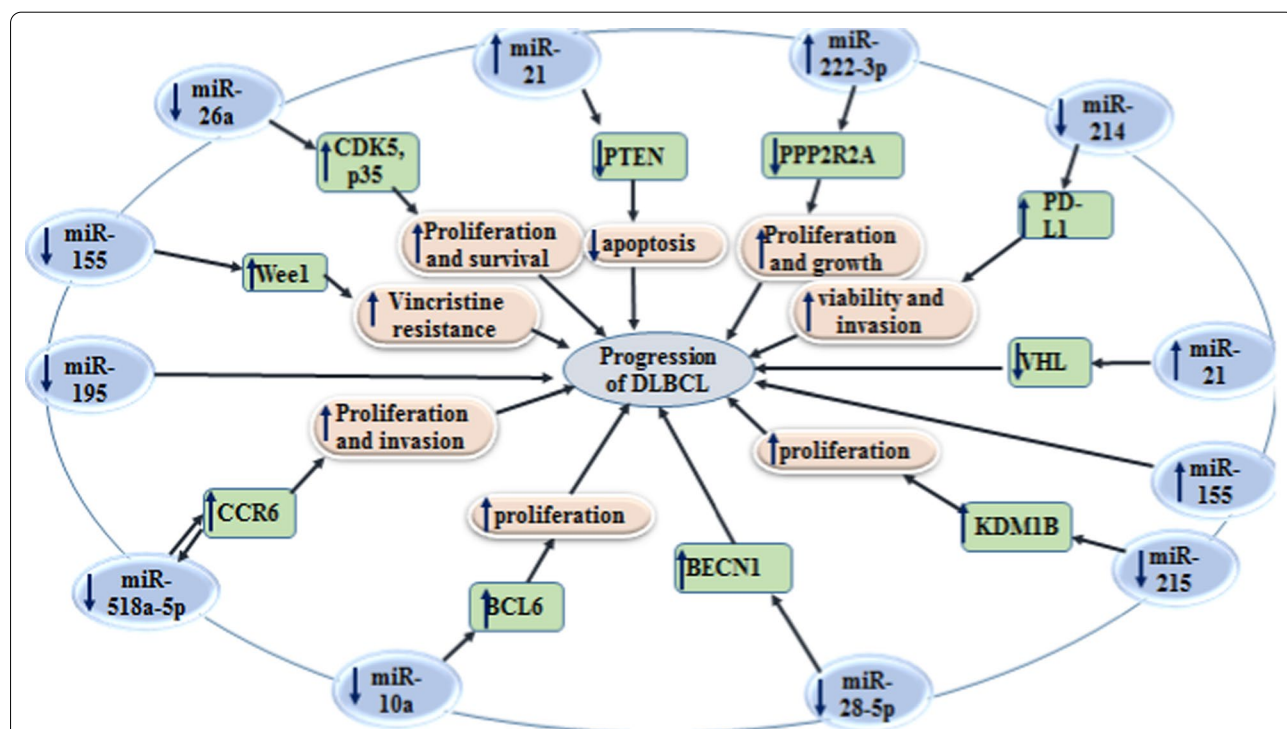 miR-
21
miR-
222-3p
miR-
26a
miR-
214
CDK5,
p35
PTEN
PPP2R2A
PD-
L1
miR-
155
Wee1
Proliferation
and survival
apoptosis
Proliferation
and growth
Vincristine
resistance
viability and
invasion
miR-
195
Progression
of DLBCL
VHL
miR-
21
Proliferation
and invasion
proliferation
miR-
155
CCR6
proliferation
KDM1B
miR-
518a-5p
BCL6
BECN1
miR-
215
miR-
10a
miR-
28-5p